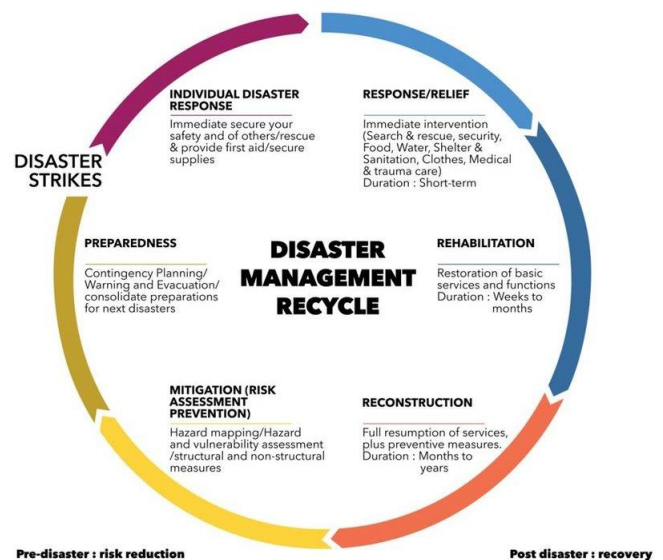 INDIVIDUAL DISASTER
RESPONSE
Immediate secure your
safety and of others/rescue
& provide first aid/secure
supplies
RESPONSE/RELIEF
Immediate intervention
(Search & rescue, security,
Food, Water, Shelter &
Sanitation, Clothes, Medical
& trauma care)
Duration : Short-term
DISASTER
STRIKES
PREPAREDNESS
Contingency Planning/
Warning and Evacuation/
consolidate preparations
for next disasters
DISASTER
MANAGEMENT
RECYCLE
REHABILITATION
Restoration of basic
services and functions
Duration : Weeks to
months
MITIGATION (RISK
ASSESSMENT
PREVENTION)
Hazard mapping/Hazard
and vulnerability assessment
/structural and non-structural
measures
RECONSTRUCTION
Full resumption of services,
plus preventive measures.
Duration : Months to
years
Pre-disaster : risk reduction
Post disaster : recovery